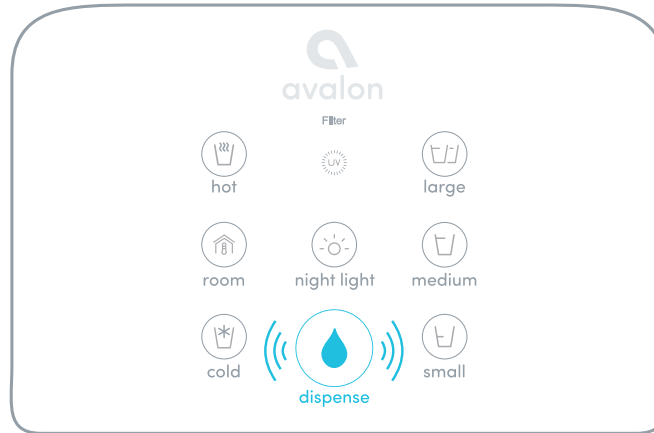 avalon
Filter
UV
hot
large
room
night light
medium
cold
small
dispense